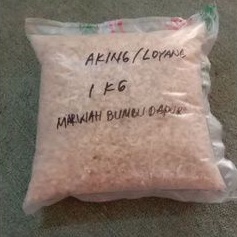 AKING/LOYANG
1 KG
MARWAH BUMBU DAPUR